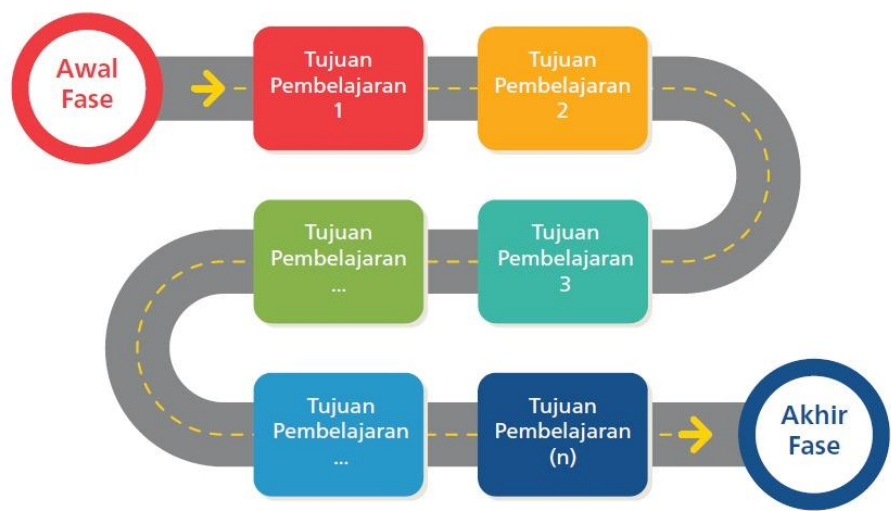 Awal
Fase
Tujuan
Pembelajaran
1
Tujuan
Pembelajaran
2
Tujuan
Pembelajaran
3
Tujuan
Pembelajaran
...
Tujuan
Pembelajaran
...
Tujuan
Pembelajaran
(n)
Akhir
Fase